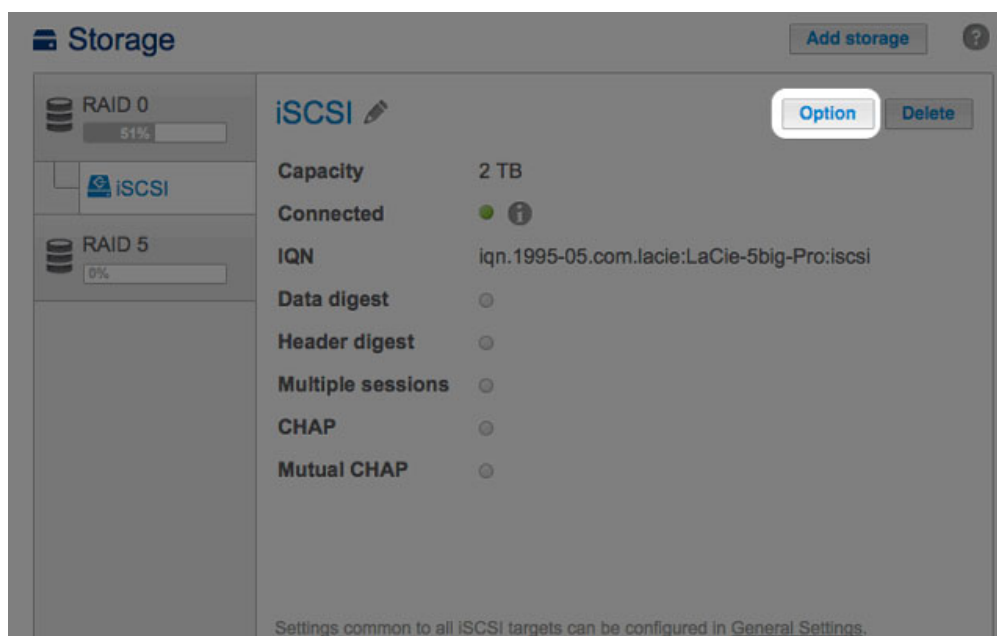 Storage
Add storage
?
RAID 0
51%
iSCSI
RAID 5
0%
iSCSI
Option
Delete
Capacity 2 TB
Connected
IQN iqn.1995-05.com.lacie:LaCie-5big-Pro:iscsi
Data digest
Header digest
Multiple sessions
CHAP
Mutual CHAP
Settings common to all iSCSI targets can be configured in General Settings.